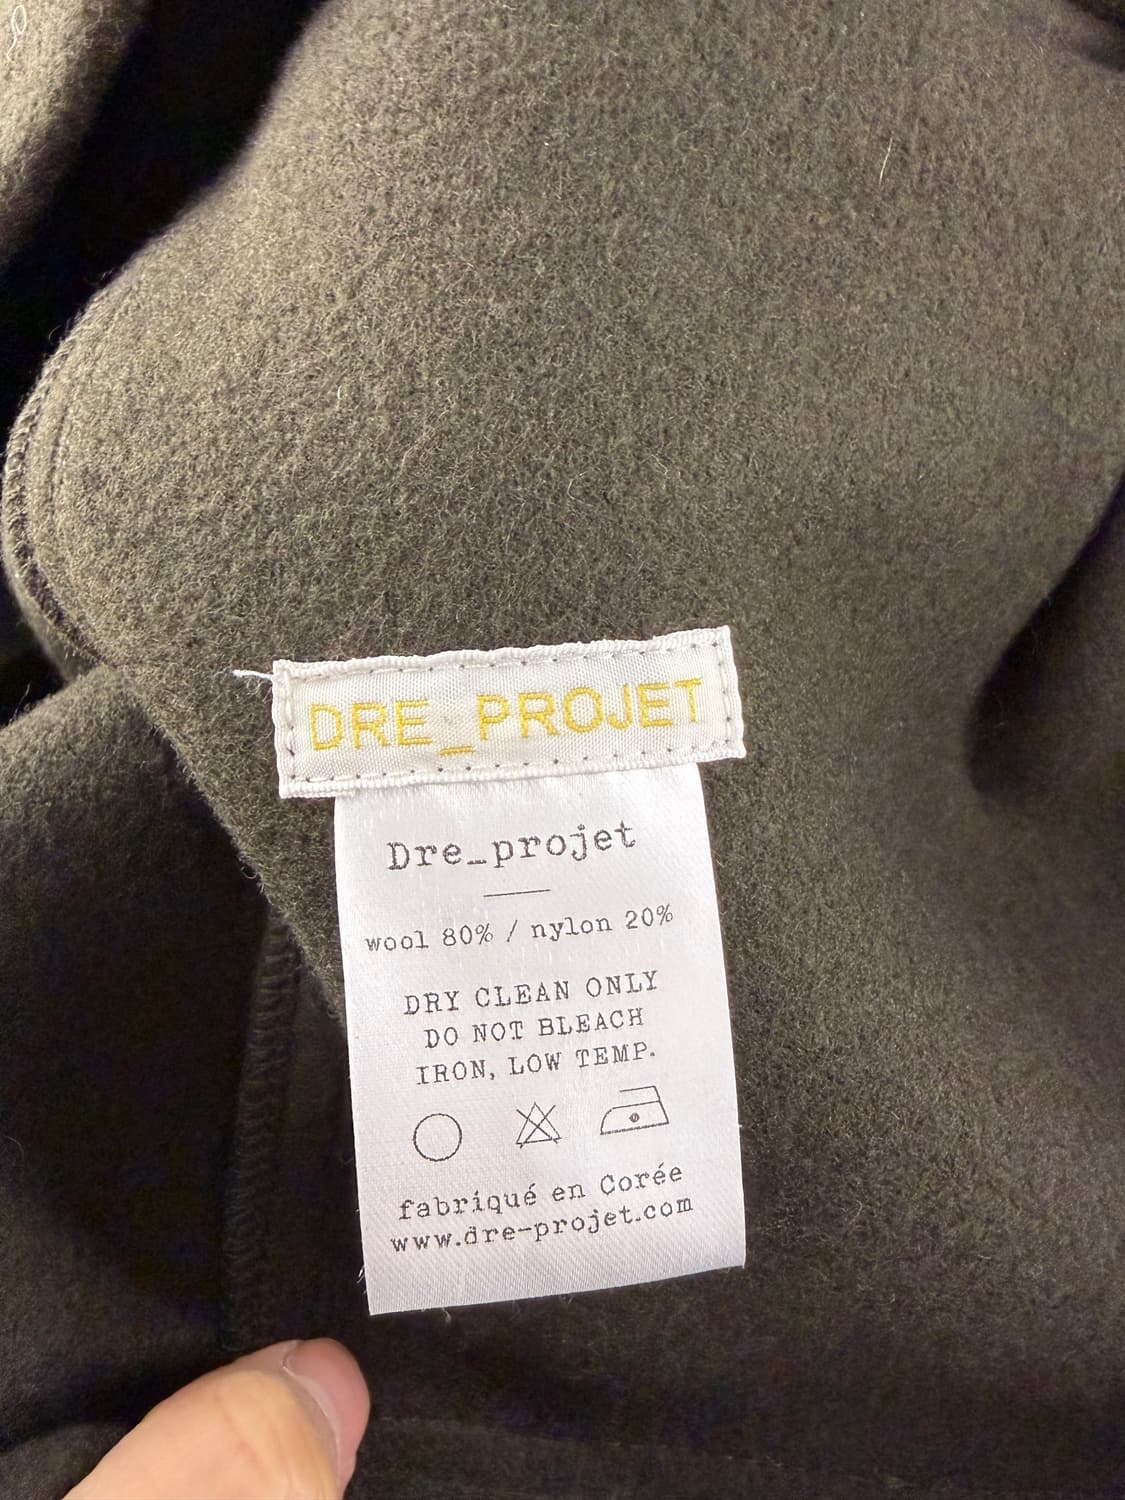 DRE_PROJET
Dre_projet
wool 80% / nylon 20%
DRY CLEAN ONLY
DO NOT BLEACH
IRON, LOW TEMP.
fabriqué en Corée
www.dre-projet.com